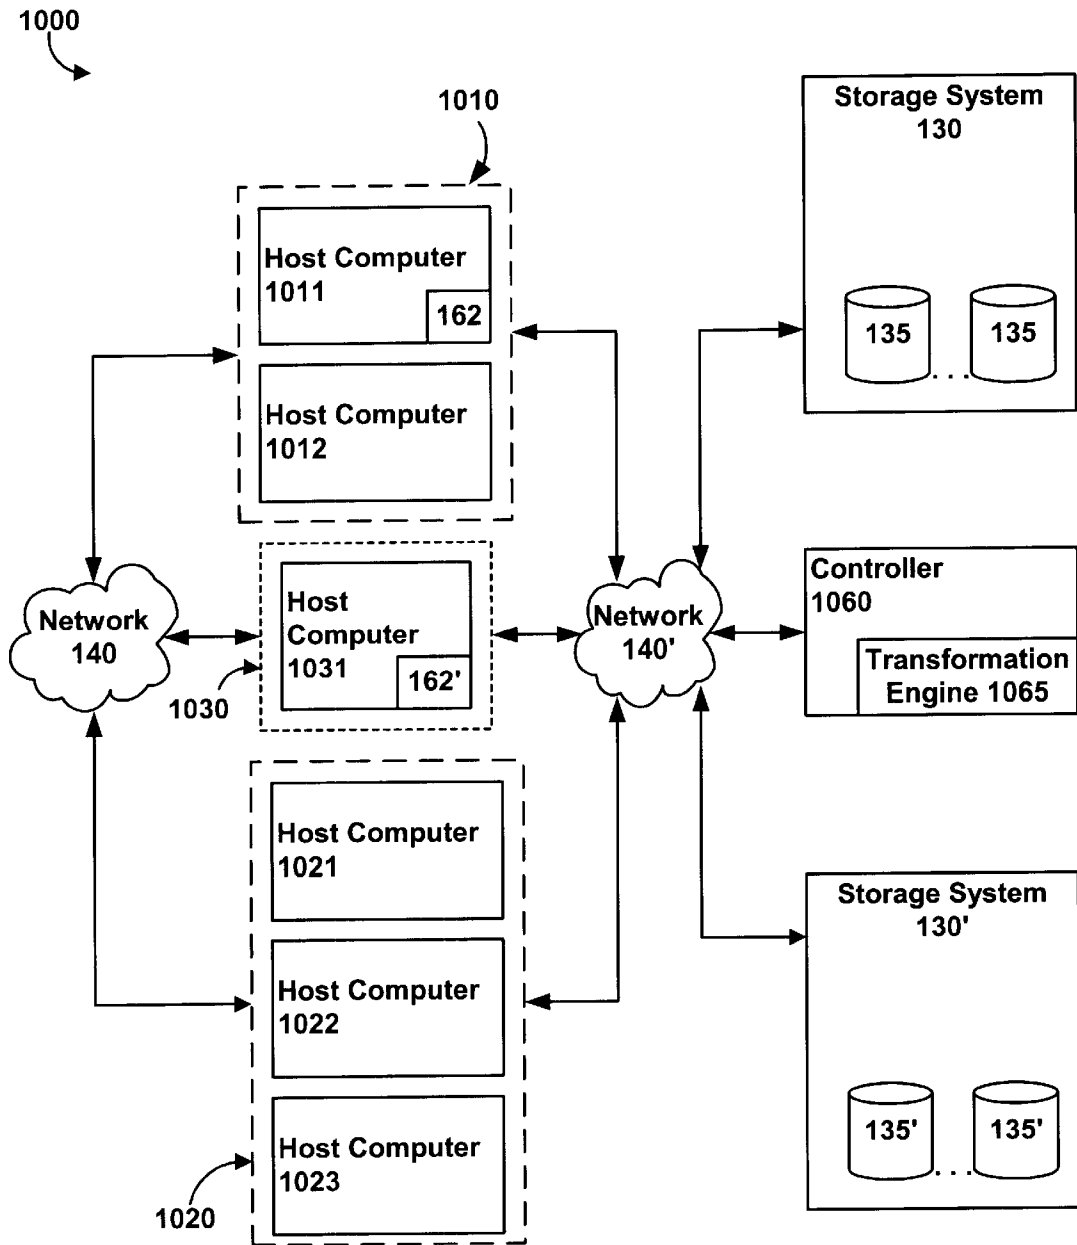 1000
1010
Storage System
130
Host Computer
1011
162
135
135
. . .
Host Computer
1012
Network
140
Host
Computer
1031
162'
1030
Network
140'
Controller
1060
Transformation
Engine 1065
Host Computer
1021
Host Computer
1022
Host Computer
1023
1020
Storage System
130'
135'
135'
. . .